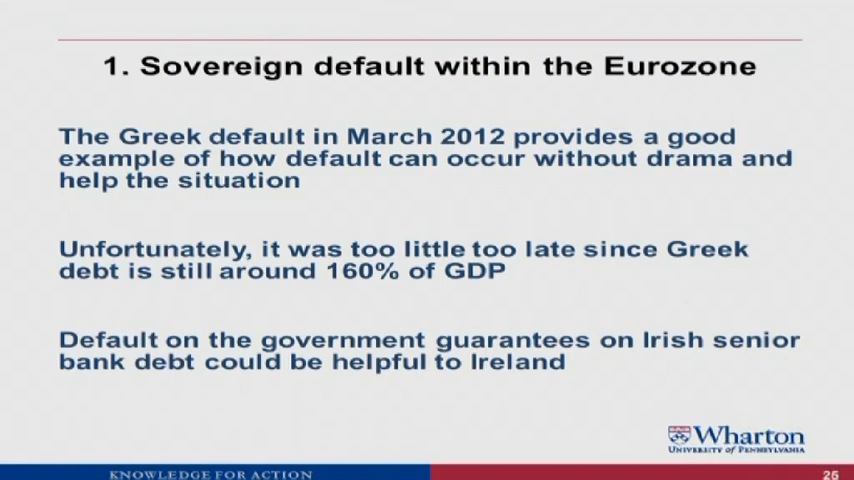 1. Sovereign default within the Eurozone
The Greek default in March 2012 provides a good
example of how default can occur without drama and
help the situation
Unfortunately, it was too little too late since Greek
debt is still around 160% of GDP
Default on the government guarantees on Irish senior
bank debt could be helpful to Ireland
Wharton
UNIVERSITY OF PENNSYLVANIA
KNOWLEDGE FOR ACTION